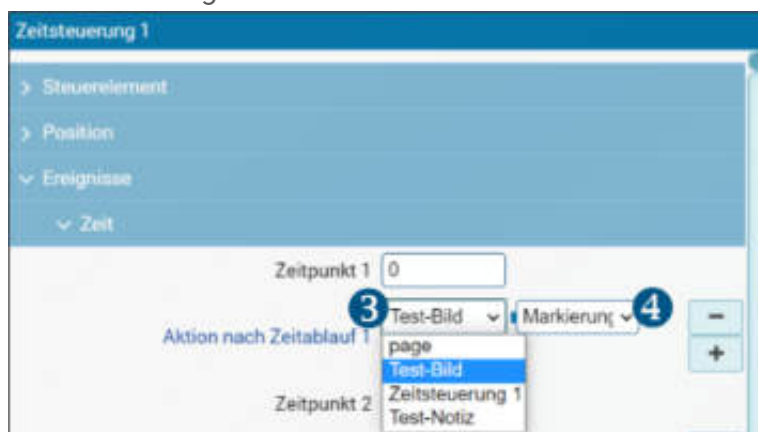 Zeitsteuerung 1
> Steuerelement
> Position
Ereignisse
Zeit
Zeitpunkt 1 0
Aktion nach Zeitablauf 1 3 Test-Bild Markierung 4 −
page +
Test-Bild
Zeitsteuerung 1
Zeitpunkt 2
Test-Notiz